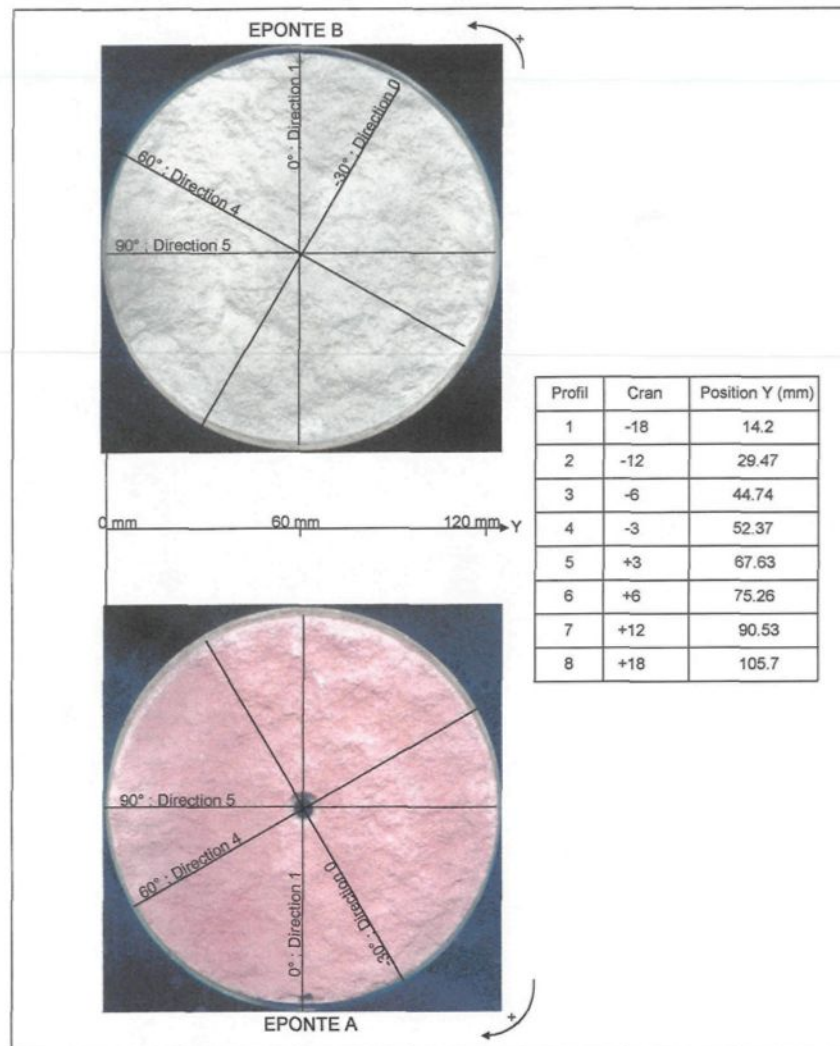 EPONTE B
+
0° : Direction 1
-30° : Direction 0
60° : Direction 4
90° : Direction 5
0 mm 60 mm 120 mm Y
Profil Cran Position Y (mm)
1 -18 14.2
2 -12 29.47
3 -6 44.74
4 -3 52.37
5 +3 67.63
6 +6 75.26
7 +12 90.53
8 +18 105.7
90° : Direction 5
60° : Direction 4
0° : Direction 1
-30° : Direction 0
EPONTE A
+